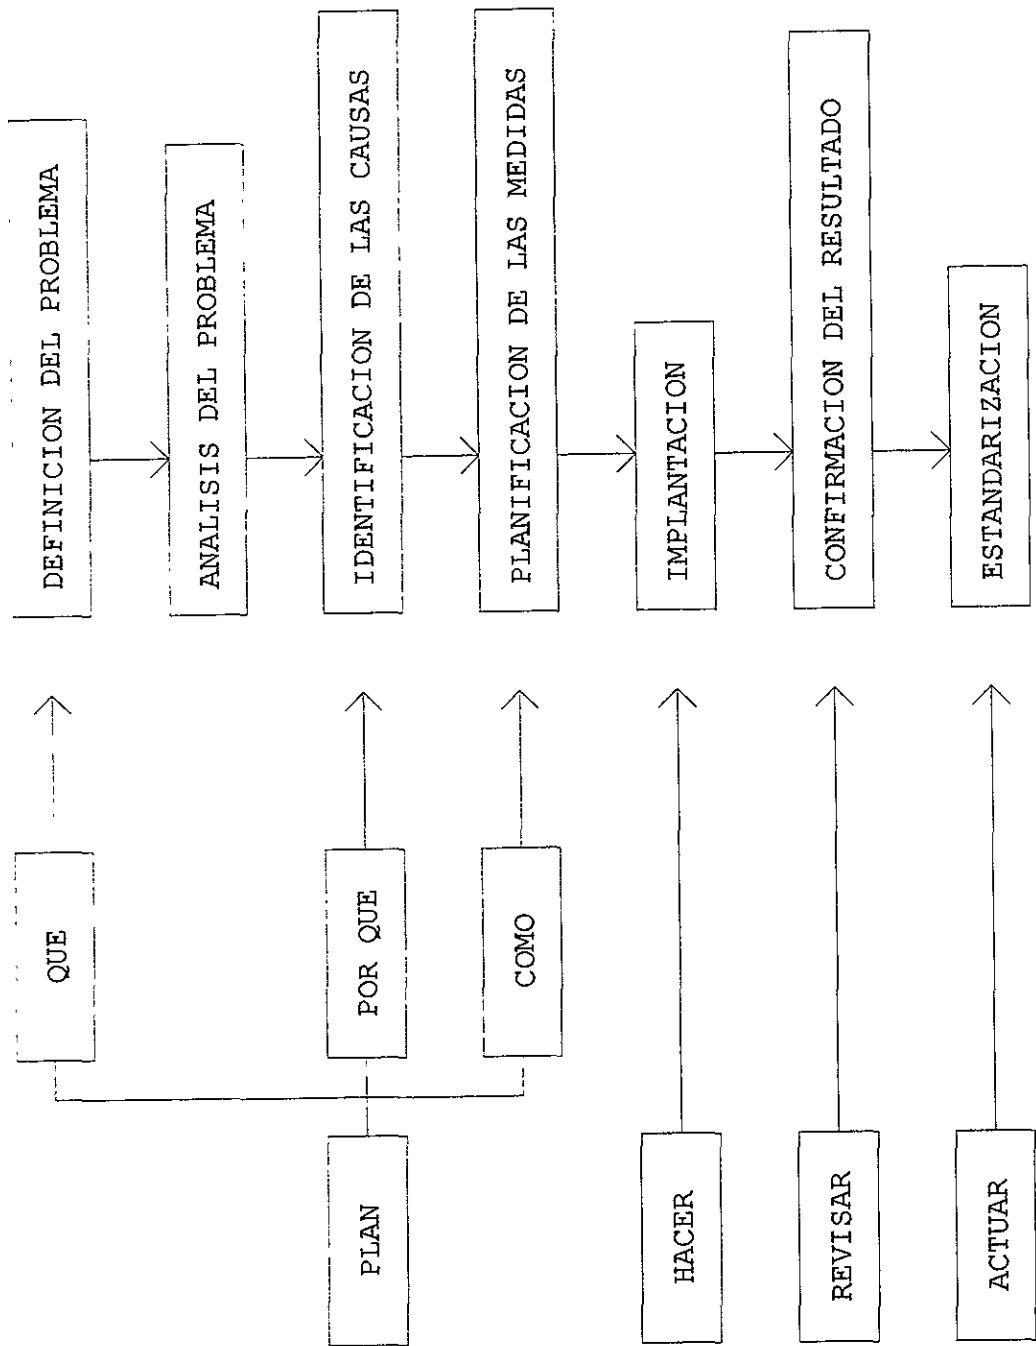 QUE
DEFINICION DEL PROBLEMA
ANALISIS DEL PROBLEMA
PLAN
POR QUE
IDENTIFICACION DE LAS CAUSAS
COMO
PLANIFICACION DE LAS MEDIDAS
HACER
IMPLANTACION
REVISAR
CONFIRMACION DEL RESULTADO
ACTUAR
ESTANDARIZACION